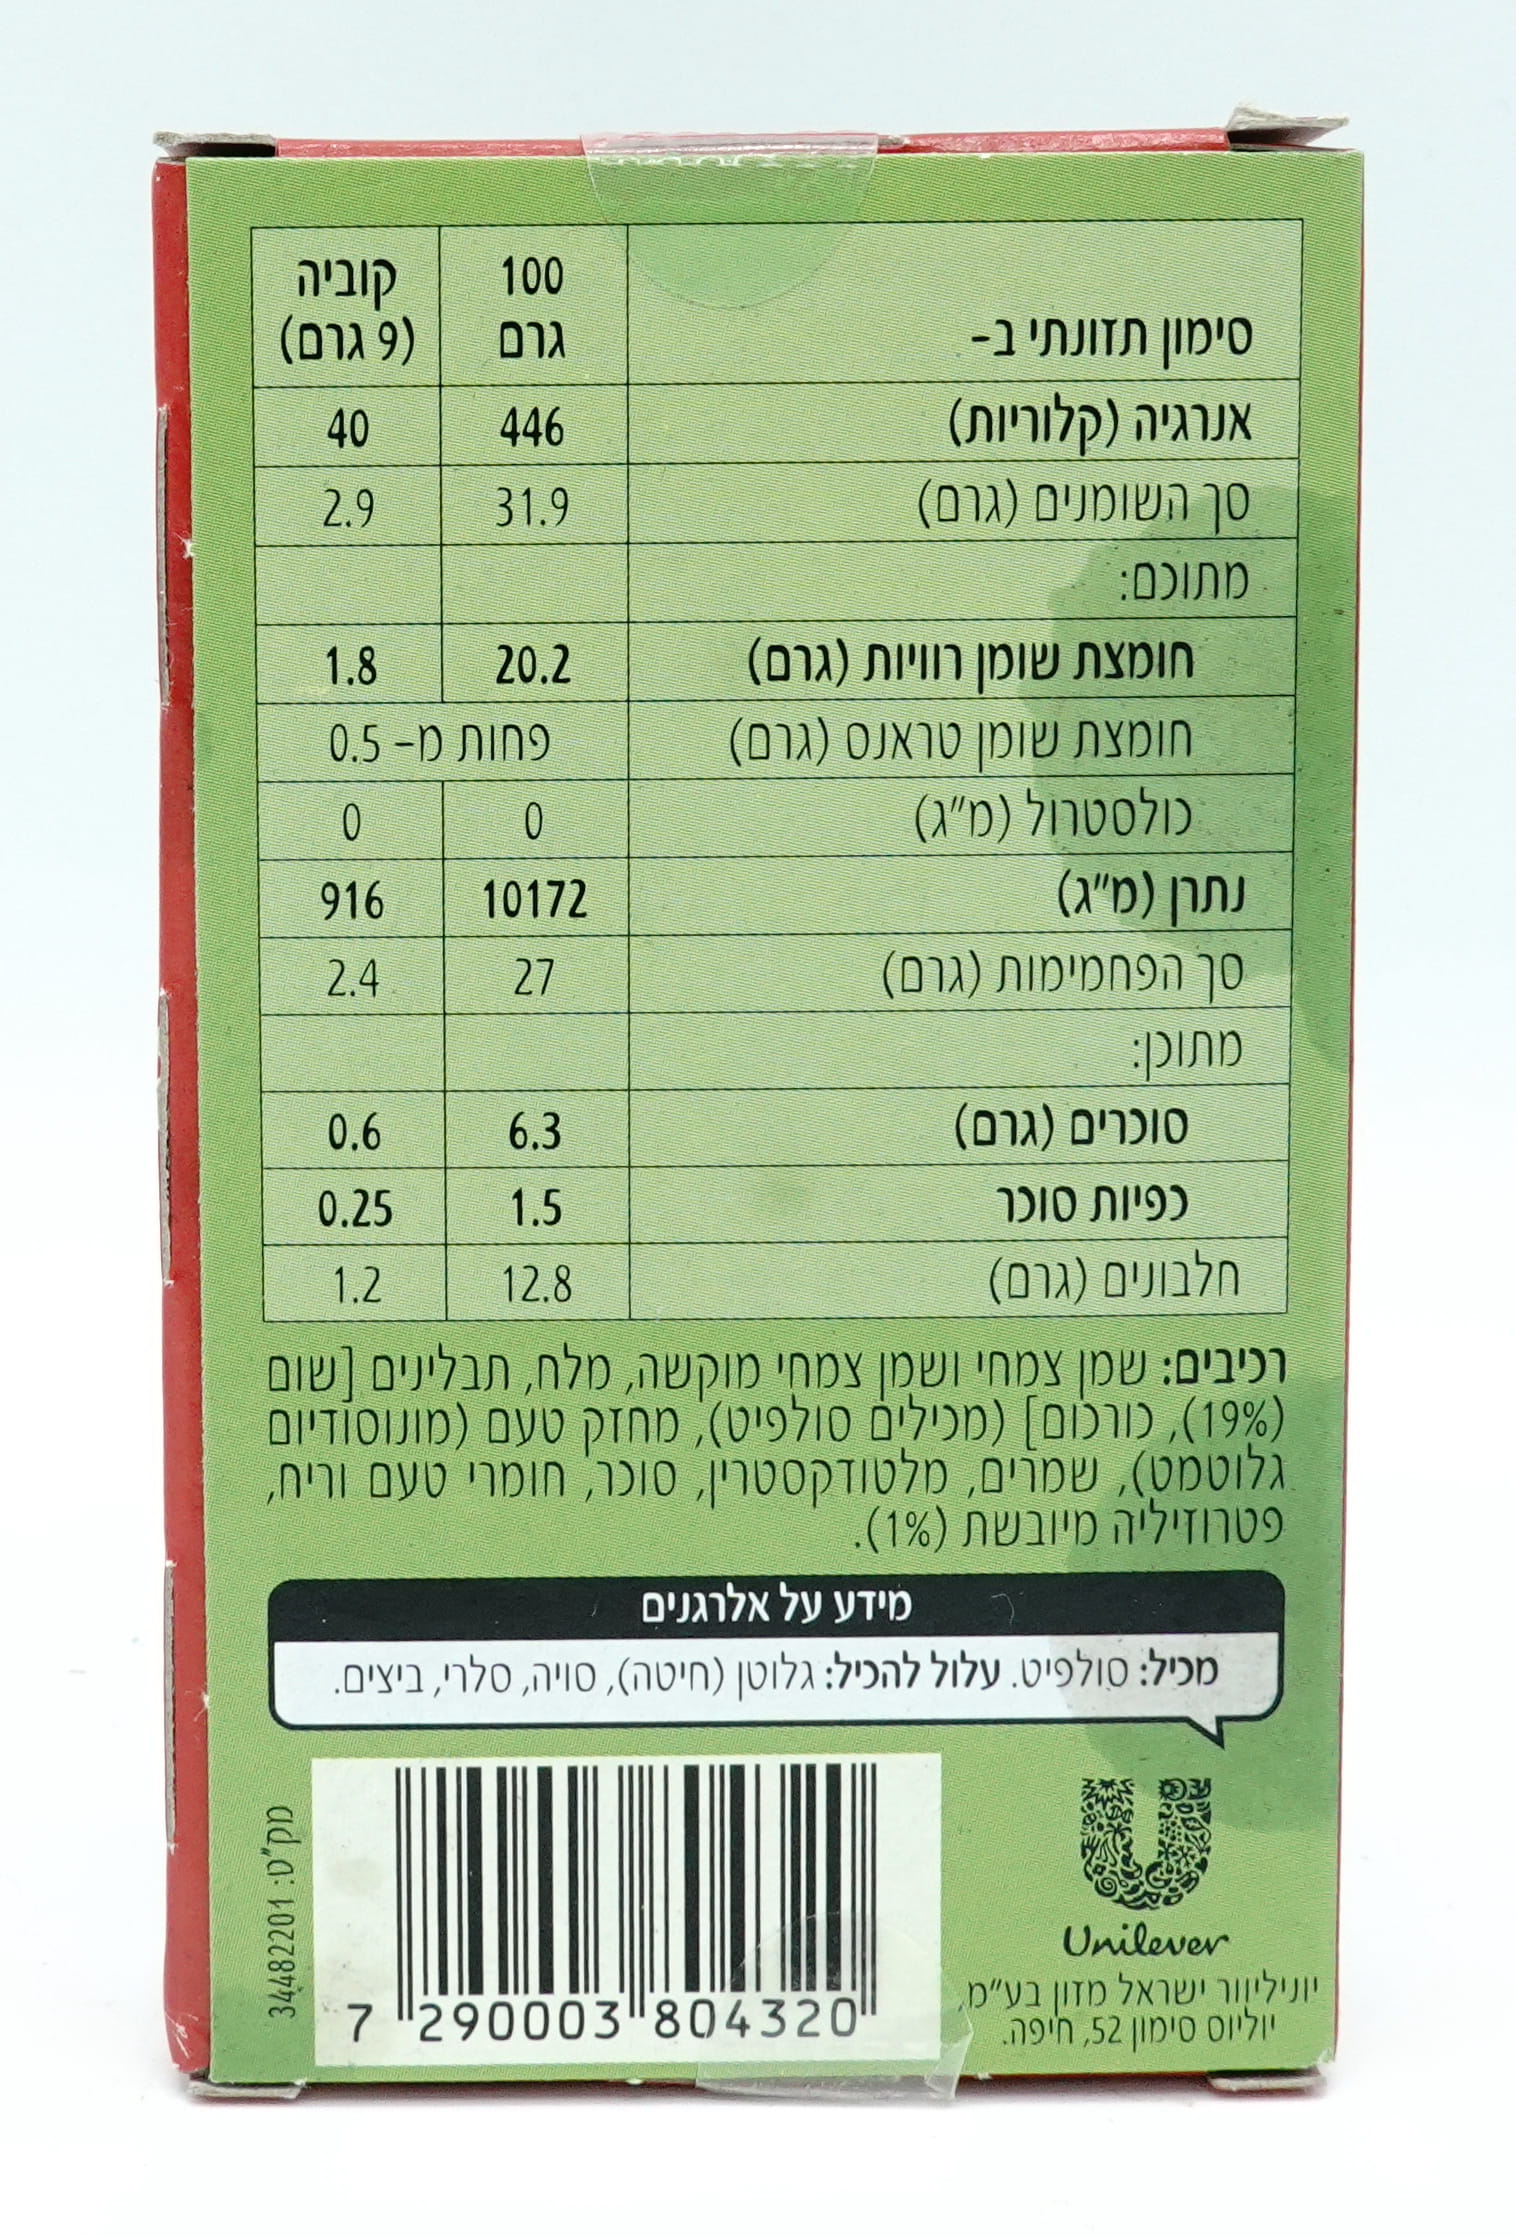 סימון תזונתי ב- 100 גרם קוביה (9 גרם)
אנרגיה (קלוריות) 446 40
סך השומנים (גרם) 31.9 2.9
מתוכם:
חומצת שומן רוויות (גרם) 20.2 1.8
חומצת שומן טראנס (גרם) פחות מ- 0.5
כולסטרול (מ"ג) 0 0
נתרן (מ"ג) 10172 916
סך הפחמימות (גרם) 27 2.4
מתוכן:
סוכרים (גרם) 6.3 0.6
כפיות סוכר 1.5 0.25
חלבונים (גרם) 12.8 1.2
רכיבים: שמן צמחי ושמן צמחי מוקשה, מלח, תבלינים [שום
(19%), כורכום] (מכילים סולפיט), מחזק טעם (מונוסודיום
גלוטמט), שמרים, מלטודקסטרין, סוכר, חומרי טעם וריח,
פטרוזיליה מיובשת (1%).
מידע על אלרגנים
מכיל: סולפיט. עלול להכיל: גלוטן (חיטה), סויה, סלרי, ביצים.
Unilever
יוניליוור ישראל מזון בע"מ,
יוליוס סימון 52, חיפה.
7 290003 804320
מק"ט: 34482201